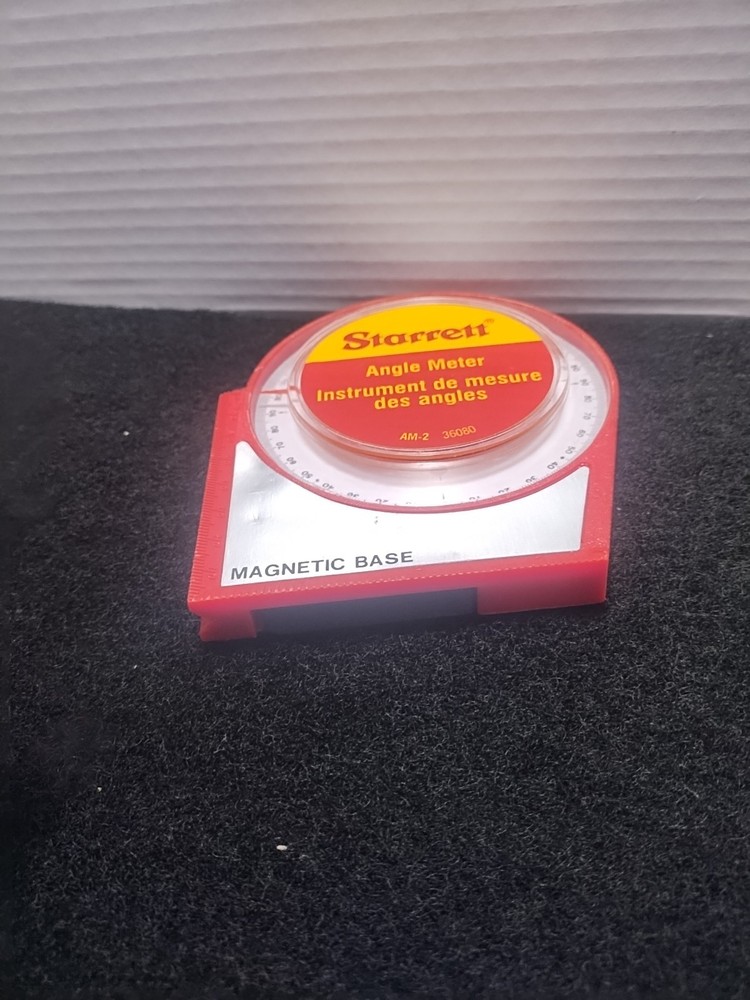 Starrett®
Angle Meter
Instrument de mesure
des angles
AM-2 36080
MAGNETIC BASE